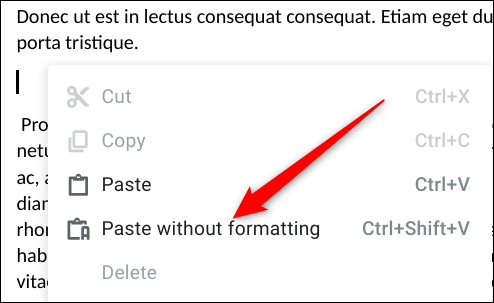 Donec ut est in lectus consequat consequat. Etiam eget du
porta tristique.
Cut Ctrl+X
Pro
Copy Ctrl+C
netu
ac, a
Paste Ctrl+V
diam
rhon
Paste without formatting Ctrl+Shift+V
hab
Delete
vitae